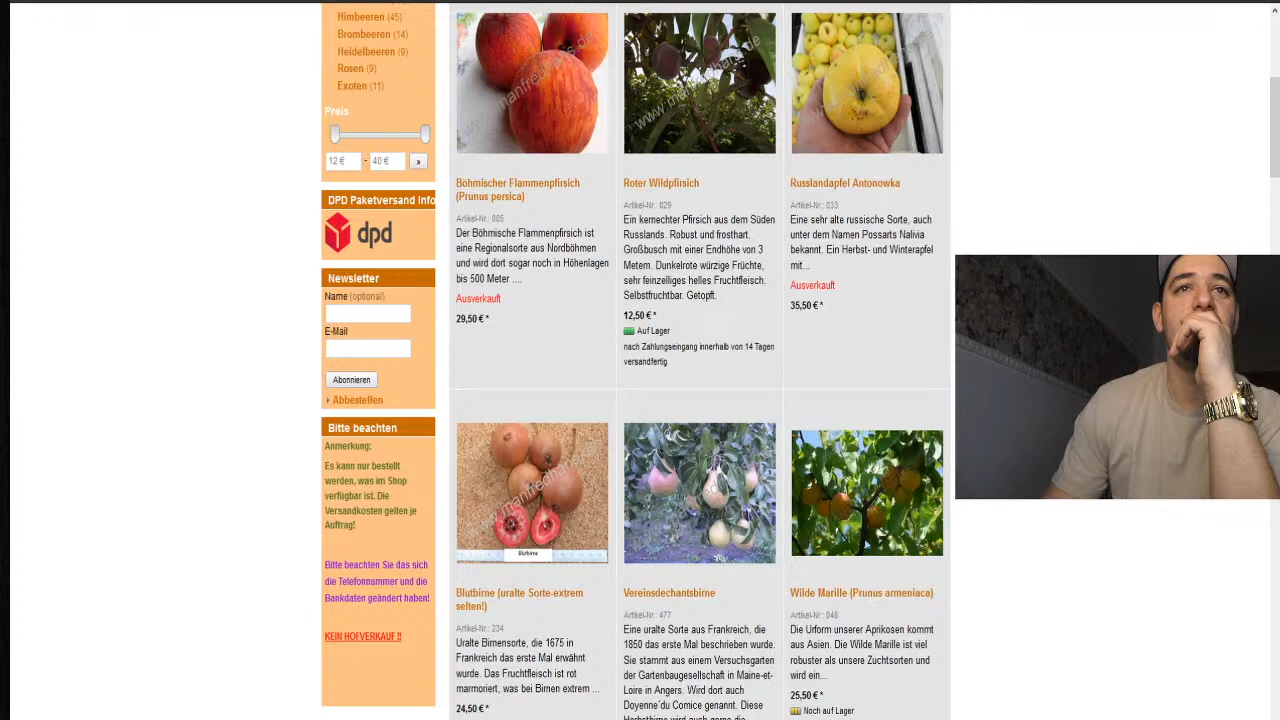 Himbeeren (45)
Brombeeren (14)
Heidelbeeren (9)
Rosen (9)
Exoten (11)
Preis
12 € - 40 € »
DPD Paketversand Info
dpd
Newsletter
Name (optional)
E-Mail
Abonnieren
Abbestellen
Bitte beachten
Anmerkung:
Es kann nur bestellt
werden, was im Shop
verfügbar ist. Die
Versandkosten gelten je
Auftrag!
Bitte beachten Sie das sich
die Telefonnummer und die
Bankdaten geändert haben!
KEIN HOFVERKAUF !!
Böhmischer Flammenpfirsich
(Prunus persica)
Artikel-Nr.: 005
Der Böhmische Flammenpfirsich ist
eine Regionalsorte aus Nordböhmen
und wird dort sogar noch in Höhenlagen
bis 500 Meter ....
Ausverkauft
29,50 € *
Roter Wildpfirsich
Artikel-Nr.: 029
Ein kernechter Pfirsich aus dem Süden
Russlands. Robust und frosthart.
Großbusch mit einer Endhöhe von 3
Metern. Dunkelrote würzige Früchte,
sehr feinzelliges helles Fruchtfleisch.
Selbstfruchtbar. Getopft.
12,50 € *
Auf Lager
nach Zahlungseingang innerhalb von 14 Tagen
versandfertig
Russlandapfel Antonowka
Artikel-Nr.: 033
Eine sehr alte russische Sorte, auch
unter dem Namen Possarts Nalivia
bekannt. Ein Herbst- und Winterapfel
mit...
Ausverkauft
35,50 € *
Blutbirne
Blutbirne (uralte Sorte-extrem
selten!)
Artikel-Nr.: 234
Uralte Birnensorte, die 1675 in
Frankreich das erste Mal erwähnt
wurde. Das Fruchtfleisch ist rot
marmoriert, was bei Birnen extrem ...
24,50 € *
Vereinsdechantsbirne
Artikel-Nr.: 477
Eine uralte Sorte aus Frankreich, die
1850 das erste Mal beschrieben wurde.
Sie stammt aus einem Versuchsgarten
der Gartenbaugesellschaft in Maine-et-
Loire in Angers. Wird dort auch
Doyenne´du Comice genannt. Diese
Wilde Marille (Prunus armeniaca)
Artikel-Nr.: 048
Die Urform unserer Aprikosen kommt
aus Asien. Die Wilde Marille ist viel
robuster als unsere Zuchtsorten und
wird ein...
25,50 € *
Noch auf Lager